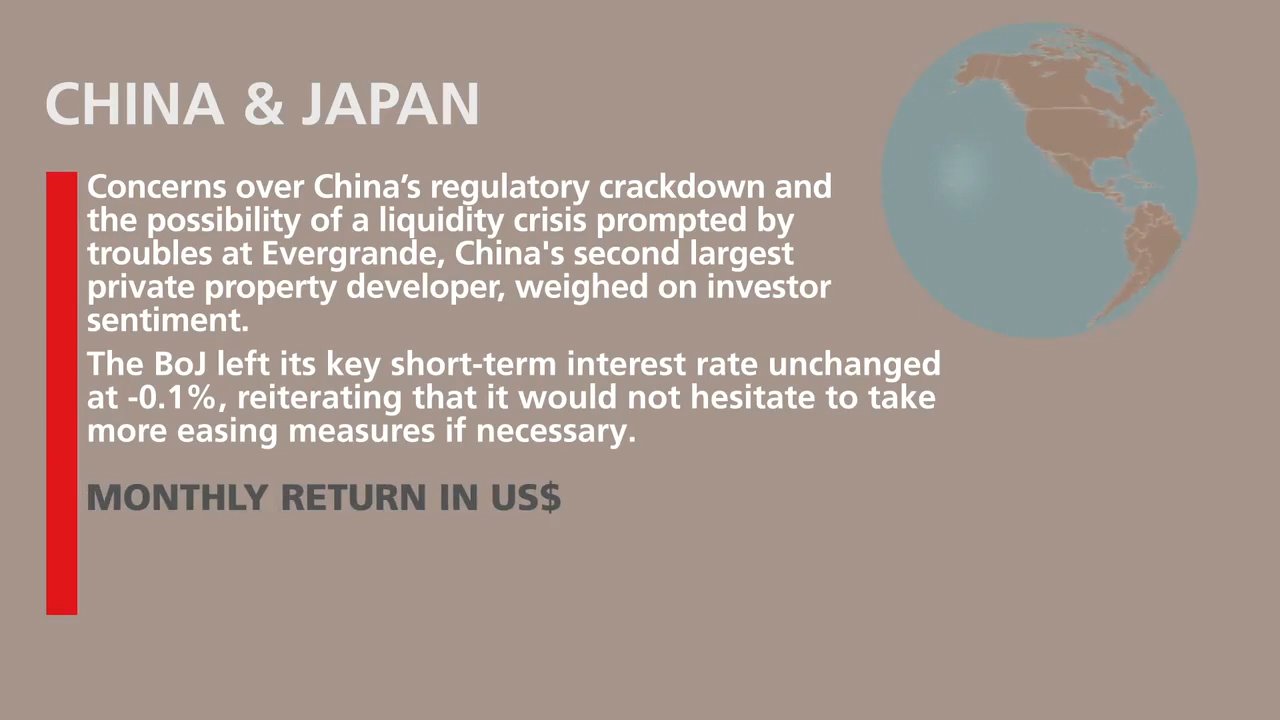 CHINA & JAPAN
Concerns over China’s regulatory crackdown and
the possibility of a liquidity crisis prompted by
troubles at Evergrande, China's second largest
private property developer, weighed on investor
sentiment.
The BoJ left its key short-term interest rate unchanged
at -0.1%, reiterating that it would not hesitate to take
more easing measures if necessary.
MONTHLY RETURN IN US$